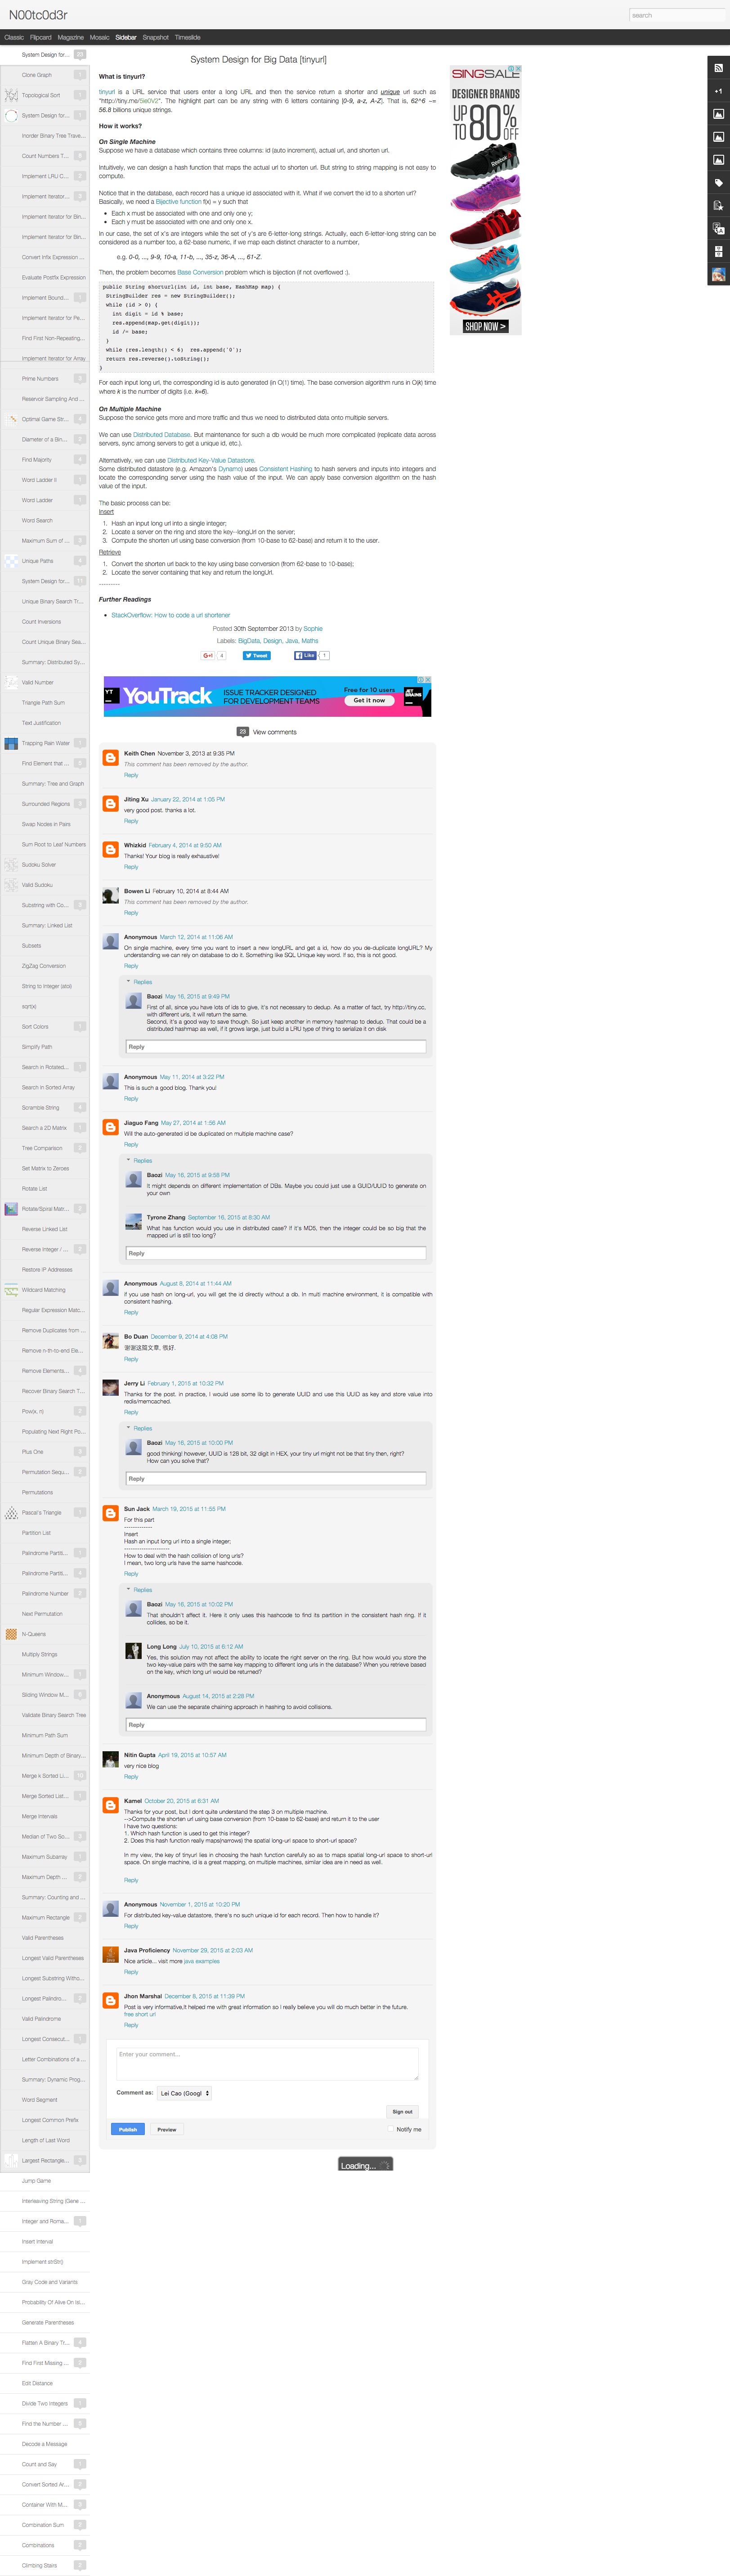 N00tc0d3r
search
Classic Flipcard Magazine Mosaic Sidebar Snapshot Timeslide
System Design for...
Clone Graph
Topological Sort
System Design for...
Inorder Binary Tree Trave...
Count Numbers T...
Implement LRU C...
Implement Iterator...
Implement Iterator for Bin...
Implement Iterator for Bin...
Convert Infix Expression ...
Evaluate Postfix Expression
Implement Bound...
Implement Iterator for Pe...
Find First Non-Repeating...
Implement Iterator for Array
Prime Numbers
Reservoir Sampling And ...
Optimal Game Str...
Diameter of a Bin...
Find Majority
Word Ladder II
Word Ladder
Word Search
Maximum Sum of ...
Unique Paths
System Design for...
Unique Binary Search Tr...
Count Inversions
Count Unique Binary Sea...
Summary: Distributed Sy...
Valid Number
Triangle Path Sum
Text Justification
Trapping Rain Water
Find Element that ...
Summary: Tree and Graph
Surrounded Regions
Swap Nodes in Pairs
Sum Root to Leaf Numbers
Sudoku Solver
Valid Sudoku
Substring with Co...
Summary: Linked List
Subsets
ZigZag Conversion
String to Integer (atoi)
sqrt(x)
Sort Colors
Simplify Path
Search in Rotated...
Search in Sorted Array
Scramble String
Search a 2D Matrix
Tree Comparison
Set Matrix to Zeroes
Rotate List
Rotate/Spiral Matr...
Reverse Linked List
Reverse Integer / ...
Restore IP Addresses
Wildcard Matching
Regular Expression Matc...
Remove Duplicates from ...
Remove n-th-to-end Ele...
Remove Elements...
Recover Binary Search T...
Pow(x, n)
Populating Next Right Po...
Plus One
Permutation Sequ...
Permutations
Pascal's Triangle
Partition List
Palindrome Partiti...
Palindrome Partiti...
Palindrome Number
Next Permutation
N-Queens
Multiply Strings
Minimum Window...
Sliding Window M...
Validate Binary Search Tree
Minimum Path Sum
Minimum Depth of Binary...
Merge k Sorted Li...
Merge Sorted List...
Merge Intervals
Median of Two So...
Maximum Subarray
Maximum Depth ...
Summary: Counting and ...
Maximum Rectangle
Valid Parentheses
Longest Valid Parentheses
Longest Substring Witho...
Longest Palindro...
Valid Palindrome
Longest Consecut...
Letter Combinations of a ...
Summary: Dynamic Prog...
Word Segment
Longest Common Prefix
Length of Last Word
Largest Rectangle...
Jump Game
Interleaving String (Gene ...
Integer and Roma...
Insert Interval
Implement strStr()
Gray Code and Variants
Probability Of Alive On Isl...
Generate Parentheses
Flatten A Binary Tr...
Find First Missing ...
Edit Distance
Divide Two Integers
Find the Number ...
Decode a Message
Count and Say
Convert Sorted Ar...
Container With M...
Combination Sum
Combinations
Climbing Stairs
System Design for Big Data [tinyurl]
What is tinyurl?
tinyurl is a URL service that users enter a long URL and then the service return a shorter and unique url such as
"http://tiny.me/5ie0V2". The highlight part can be any string with 6 letters containing [0-9, a-z, A-Z]. That is, 62^6 ~=
56.8 billions unique strings.
How it works?
On Single Machine
Suppose we have a database which contains three columns: id (auto increment), actual url, and shorten url.
Intuitively, we can design a hash function that maps the actual url to shorten url. But string to string mapping is not easy to
compute.
Notice that in the database, each record has a unique id associated with it. What if we convert the id to a shorten url?
Basically, we need a Bijective function f(x) = y such that
• Each x must be associated with one and only one y;
• Each y must be associated with one and only one x.
In our case, the set of x's are integers while the set of y's are 6-letter-long strings. Actually, each 6-letter-long string can be
considered as a number too, a 62-base numeric, if we map each distinct character to a number,
e.g. 0-0, ..., 9-9, 10-a, 11-b, ..., 35-z, 36-A, ..., 61-Z.
Then, the problem becomes Base Conversion problem which is bijection (if not overflowed :).
public String shorturl(int id, int base, HashMap map) {
StringBuilder res = new StringBuilder();
while (id > 0) {
int digit = id % base;
res.append(map.get(digit));
id /= base;
}
while (res.length() < 6) res.append('0');
return res.reverse().toString();
}
For each input long url, the corresponding id is auto generated (in O(1) time). The base conversion algorithm runs in O(k) time
where k is the number of digits (i.e. k=6).
On Multiple Machine
Suppose the service gets more and more traffic and thus we need to distributed data onto multiple servers.
We can use Distributed Database. But maintenance for such a db would be much more complicated (replicate data across
servers, sync among servers to get a unique id, etc.).
Alternatively, we can use Distributed Key-Value Datastores.
Some distributed datastore (e.g. Amazon's Dynamo) uses Consistent Hashing to hash servers and inputs into integers and
locate the corresponding server using the hash value of the input. We can apply base conversion algorithm on the hash
value of the input.
The basic process can be:
Insert
1. Hash an input long url into a single integer;
2. Locate a server on the ring and store the key--longUrl on the server;
3. Compute the shorten url using base conversion (from 10-base to 62-base) and return it to the user.
Retrieve
1. Convert the shorten url back to the key using base conversion (from 62-base to 10-base);
2. Locate the server containing that key and return the longUrl.
----------
Further Readings
• StackOverflow: How to code a url shortener
Posted 30th September 2013 by Sophie
Labels: BigData, Design, Java, Maths
G+1 4 Tweet Like 1
YT YouTrack ISSUE TRACKER DESIGNED
FOR DEVELOPMENT TEAMS
Free for 10 users
Get it now
JET
BRAINS
23 View comments
Keith Chen November 3, 2013 at 9:35 PM
This comment has been removed by the author.
Reply
Jiting Xu January 22, 2014 at 1:05 PM
very good post. thanks a lot.
Reply
Whizkid February 4, 2014 at 9:50 AM
Thanks! Your blog is really exhaustive!
Reply
Bowen Li February 10, 2014 at 8:44 AM
This comment has been removed by the author.
Reply
Anonymous March 12, 2014 at 11:06 AM
On single machine, every time you want to insert a new longURL and get a id, how do you de-duplicate longURL? My
understanding we can rely on database to do it. Something like SQL Unique key word. If so, this is not good.
Reply
Replies
Baozi May 16, 2015 at 9:49 PM
First of all, since you have lots of ids to give, it's not necessary to dedup. As a matter of fact, try http://tiny.cc,
with different uris, it will return the same.
Second, it's a good way to save though. So just keep another in memory hashmap to dedup. That could be a
distributed hashmap as well, if it grows large, just build a LRU type of thing to serialize it on disk
Reply
Anonymous May 11, 2014 at 3:22 PM
This is such a good blog. Thank you!
Reply
Jiaguo Fang May 27, 2014 at 1:56 AM
Will the auto-generated id be duplicated on multiple machine case?
Reply
Replies
Baozi May 16, 2015 at 9:58 PM
It might depends on different implementation of DBs. Maybe you could just use a GUID/UUID to generate on
your own
Tyrone Zhang September 16, 2015 at 8:30 AM
What has function would you use in distributed case? If it's MD5, then the integer could be so big that the
mapped url is still too long?
Reply
Anonymous August 8, 2014 at 11:44 AM
if you use hash on long-url, you will get the id directly without a db. In multi machine environment, it is compatible with
consistent hashing.
Reply
Bo Duan December 9, 2014 at 4:08 PM
谢谢这篇文章, 很好.
Reply
Jerry Li February 1, 2015 at 10:32 PM
Thanks for the post. in practice, I would use some lib to generate UUID and use this UUID as key and store value into
redis/memcached.
Reply
Replies
Baozi May 16, 2015 at 10:00 PM
good thinking! however, UUID is 128 bit, 32 digit in HEX, your tiny url might not be that tiny then, right?
How can you solve that?
Reply
Sun Jack March 19, 2015 at 11:55 PM
For this part
-------------
Insert
Hash an input long url into a single integer;
---------------------
How to deal with the hash collision of long urls?
I mean, two long urls have the same hashcode.
Reply
Replies
Baozi May 16, 2015 at 10:02 PM
That shouldn't affect it. Here it only uses this hashcode to find its partition in the consistent hash ring. If it
collides, so be it.
Long Long July 10, 2015 at 6:12 AM
Yes, this solution may not affect the ability to locate the right server on the ring. But how would you store the
two key-value pairs with the same key mapping to different long urls in the database? When you retrieve based
on the key, which long url would be returned?
Anonymous August 14, 2015 at 2:28 PM
We can use the separate chaining approach in hashing to avoid collisions.
Reply
Nitin Gupta April 19, 2015 at 10:57 AM
very nice blog
Reply
Kamel October 20, 2015 at 6:31 AM
Thanks for your post, but I dont quite understand the step 3 on multiple machine.
-->Compute the shorten url using base conversion (from 10-base to 62-base) and return it to the user
I have two questions:
1. Which hash function is used to get this integer?
2. Does this hash function really maps(narrows) the spatial long-url space to short-url space?
In my view, the key of tinyurl lies in choosing the hash function carefully so as to maps spatial long-url space to short-url
space. On single machine, id is a great mapping, on multiple machines, similar idea are in need as well.
Reply
Anonymous November 1, 2015 at 10:20 PM
For distributed key-value datastore, there's no such unique id for each record. Then how to handle it?
Reply
Java Proficiency November 29, 2015 at 2:03 AM
Nice article... visit more java examples
Reply
Jhon Marshal December 8, 2015 at 11:39 PM
Post is very informative,It helped me with great information so I really believe you will do much better in the future.
free short url
Reply
Enter your comment...
Comment as: Lei Cao (Googl
Sign out
Publish Preview Notify me
Loading...
SINGSALE
DESIGNER BRANDS
UP TO 80% OFF
SHOP NOW >
+1